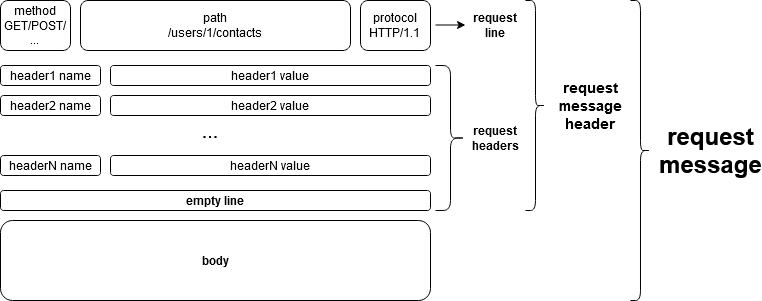 method
GET/POST/
...
path
/users/1/contacts
protocol
HTTP/1.1
request
line
header1 name
header1 value
header2 name
header2 value
...
headerN name
headerN value
request
headers
empty line
request
message
header
body
request
message